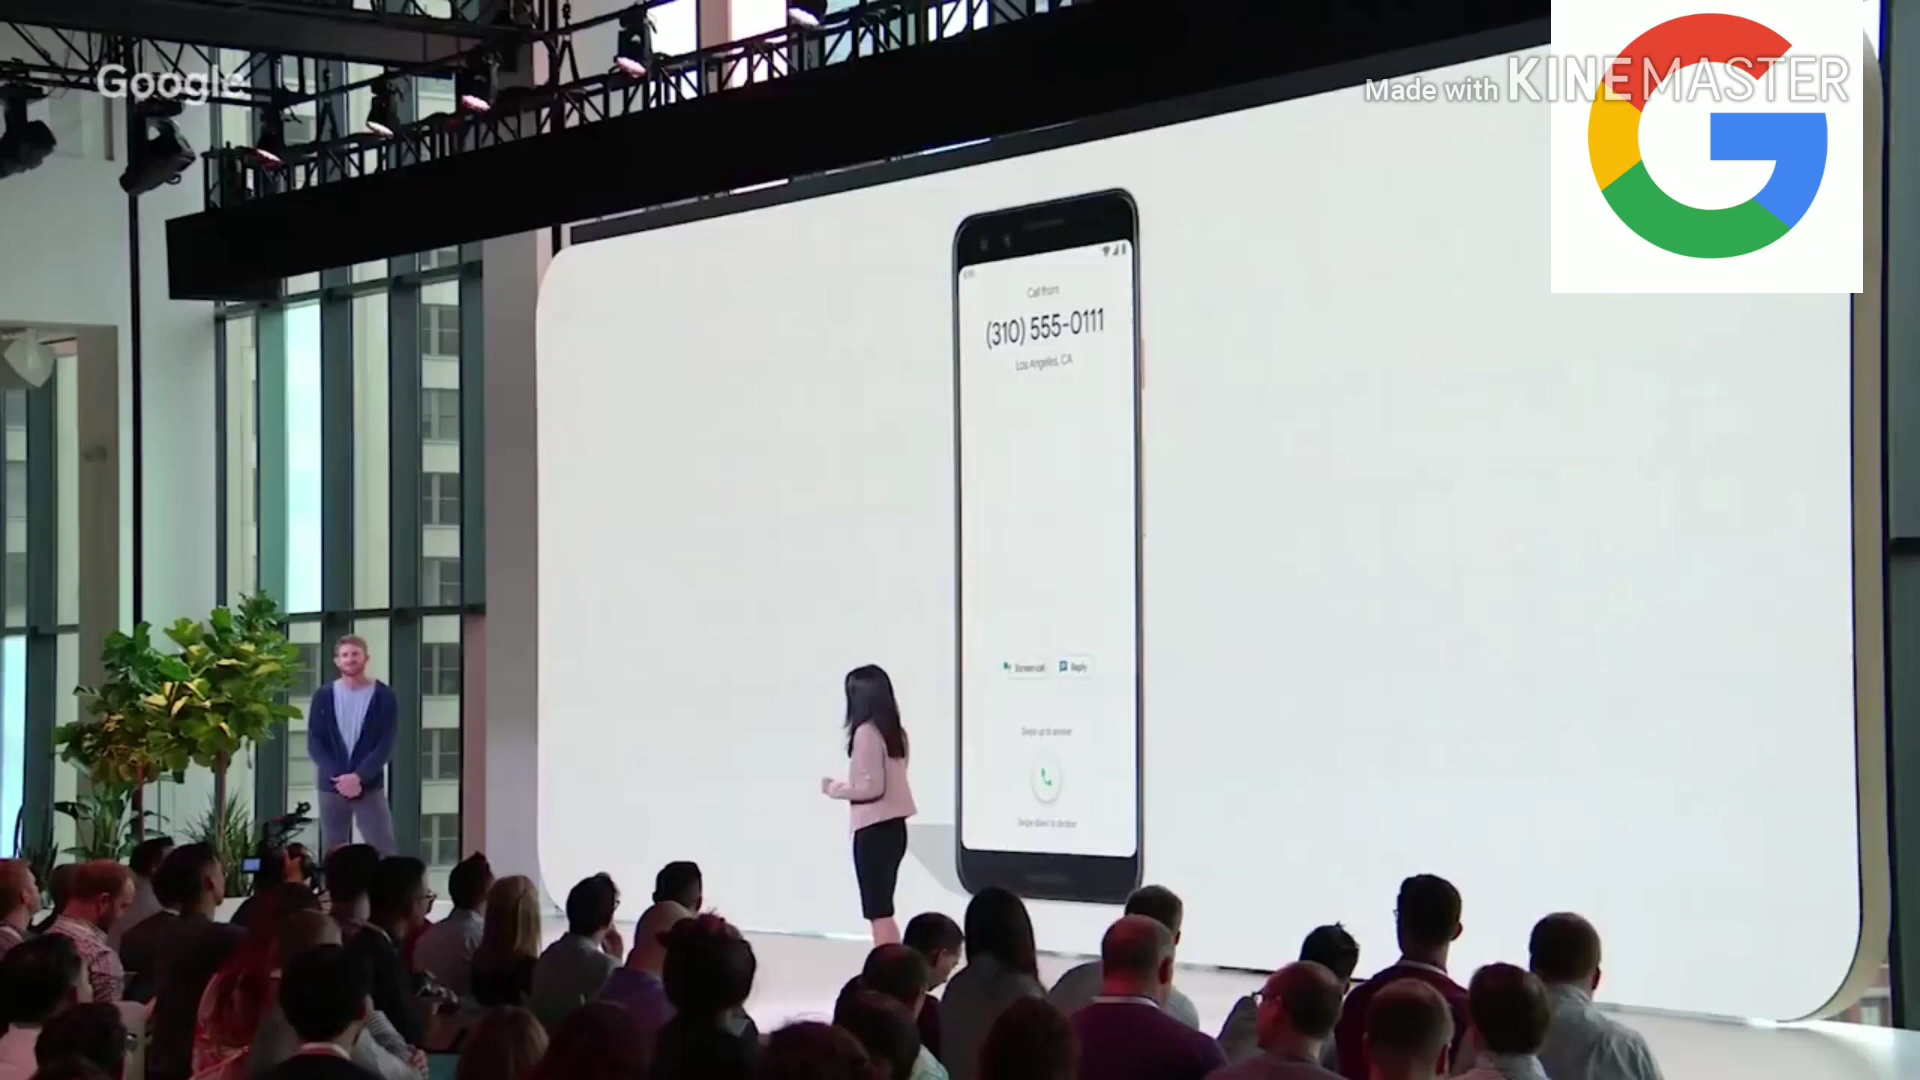 Google
Made with KINEMASTER
Call from
(310) 555-0111
Los Angeles, CA
Screen call
Reply
Swipe up to answer
Swipe down to decline